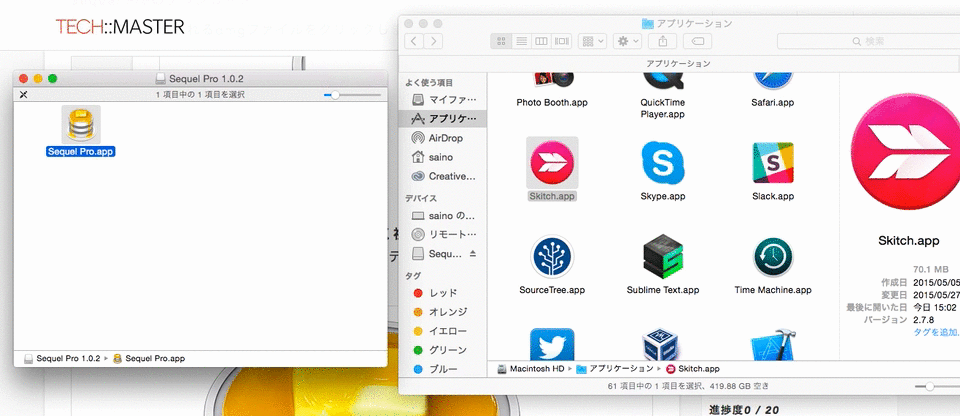 TECH::MASTER
Sequel Pro 1.0.2
1 項目中の 1 項目を選択
Sequel Pro.app
Sequel Pro 1.0.2 ▸ Sequel Pro.app
アプリケーション
検索
アプリケーション
よく使う項目
マイファ…
アプリケ…
AirDrop
saino
Creative…
デバイス
saino の…
リモート…
Sequ…
タグ
レッド
オレンジ
イエロー
グリーン
ブルー
Photo Booth.app
QuickTime Player.app
Safari.app
Skitch.app
Skype.app
Slack.app
SourceTree.app
Sublime Text.app
Time Machine.app
Skitch.app
70.1 MB
作成日 2015/05/05
変更日 2015/05/27
最後に開いた日 今日 15:02
バージョン 2.7.8
タグを追加
Macintosh HD ▸ アプリケーション ▸ Skitch.app
61 項目中の 1 項目を選択、419.88 GB 空き
進捗度0 / 20